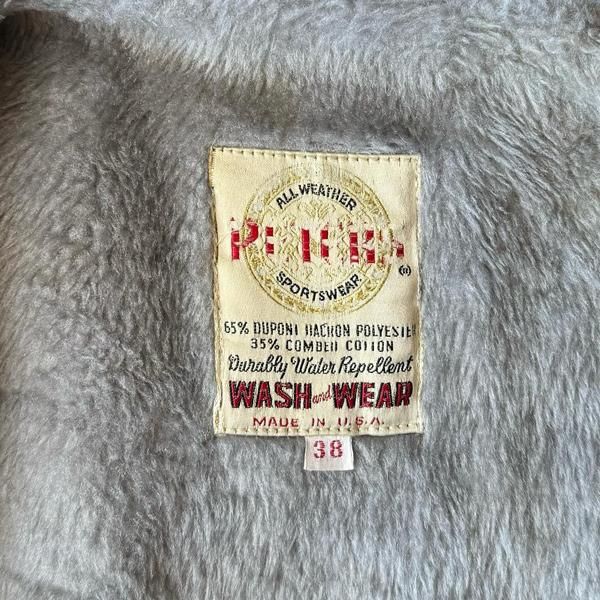 ALL WEATHER
SPORTSWEAR
65% DUPONT DACRON POLYESTER
35% COMBED COTTON
Durably Water Repellent
WASH and WEAR
MADE IN U.S.A.
38